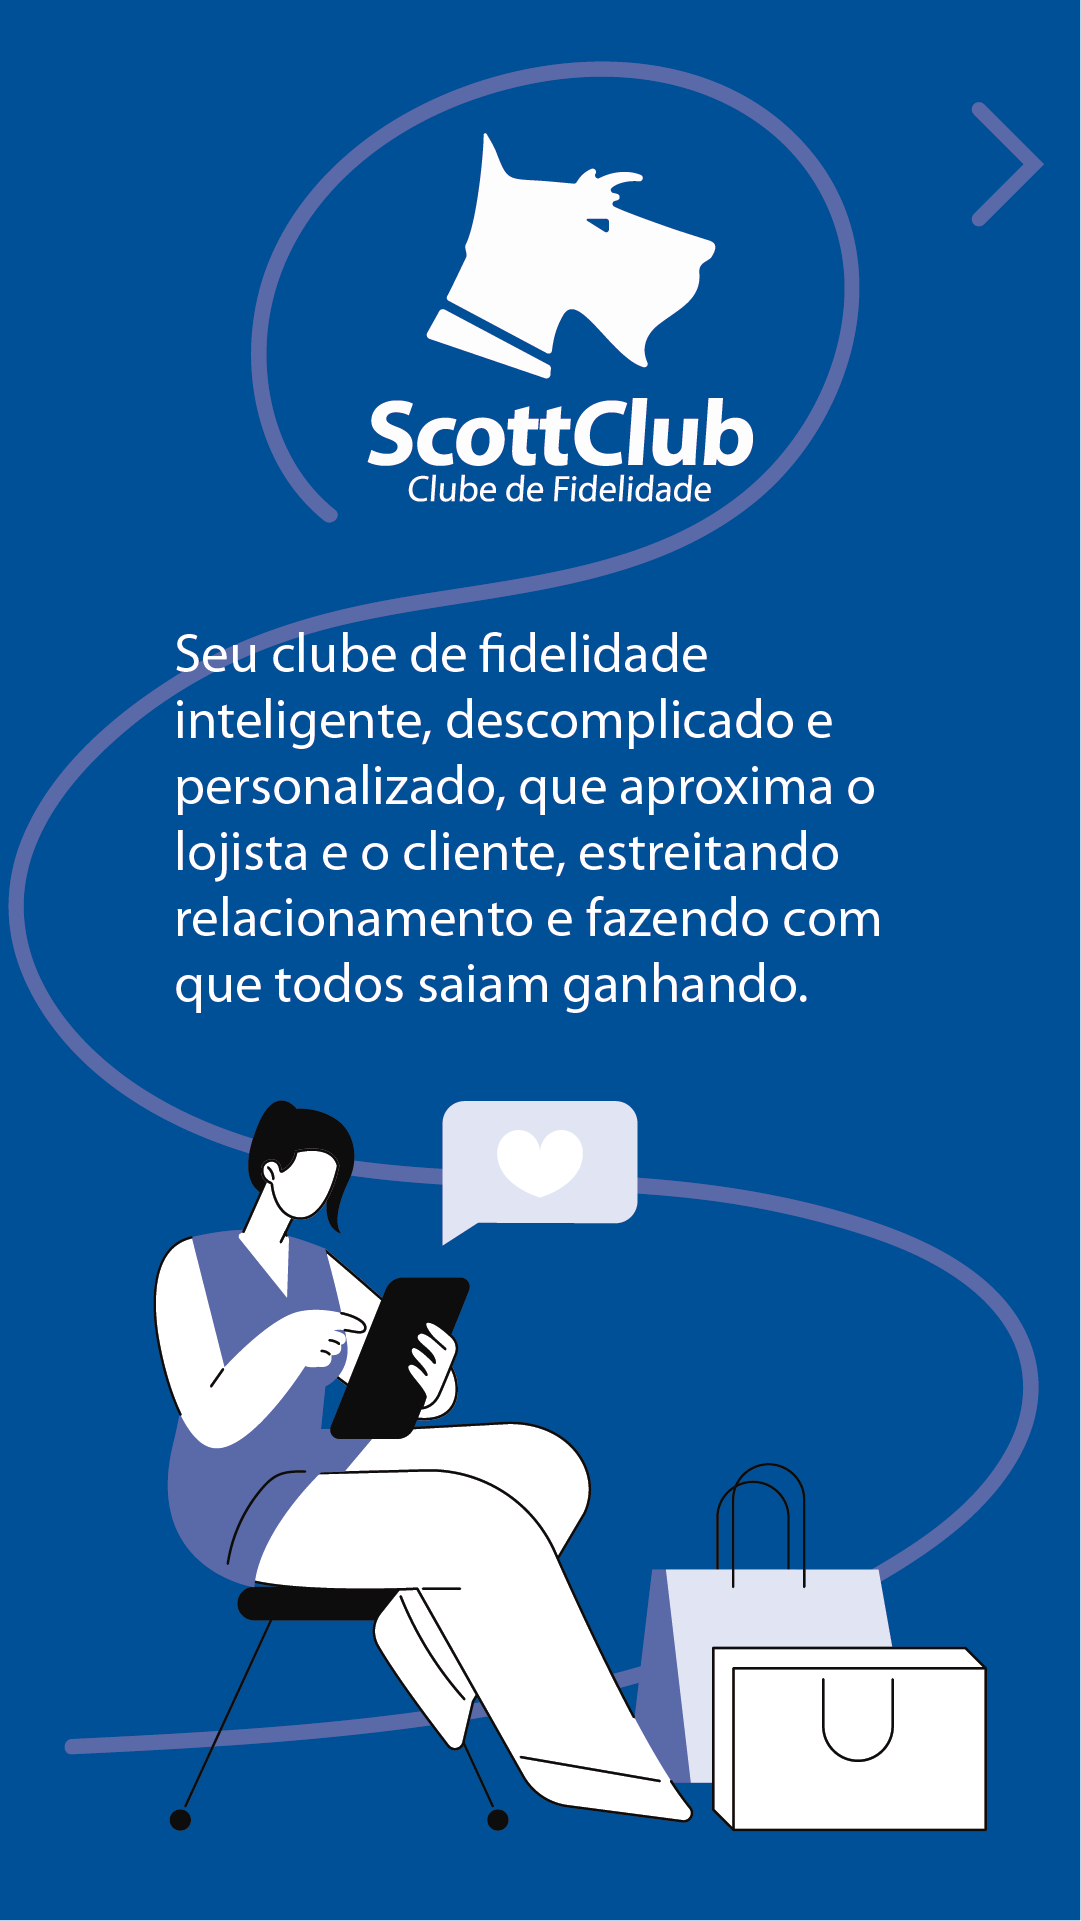 ScottClub
Clube de Fidelidade
Seu clube de fidelidade
inteligente, descomplicado e
personalizado, que aproxima o
lojista e o cliente, estreitando
relacionamento e fazendo com
que todos saiam ganhando.